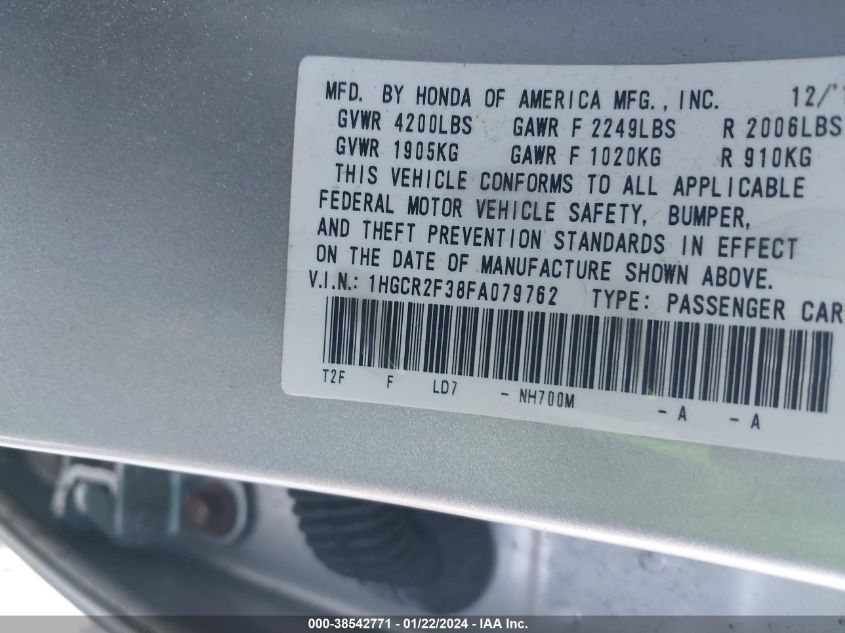 MFD. BY HONDA OF AMERICA MFG., INC. 12/
GVWR 4200LBS GAWR F 2249LBS R 2006LBS
GVWR 1905KG GAWR F 1020KG R 910KG
THIS VEHICLE CONFORMS TO ALL APPLICABLE
FEDERAL MOTOR VEHICLE SAFETY, BUMPER,
AND THEFT PREVENTION STANDARDS IN EFFECT
ON THE DATE OF MANUFACTURE SHOWN ABOVE.
V.I.N.: 1HGCR2F38FA079762 TYPE: PASSENGER CAR
T2F F LD7 - NH700M - A - A
000-38542771 - 01/22/2024 - IAA Inc.